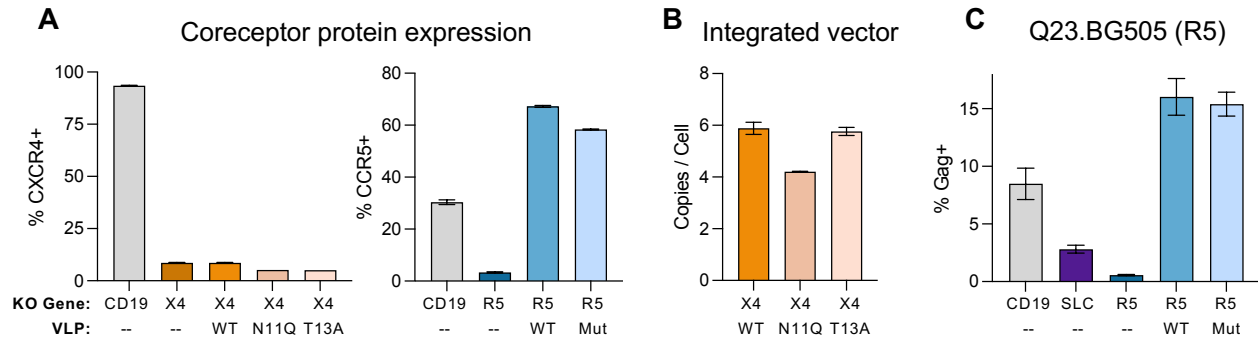 A
Coreceptor protein expression
% CXCR4+
100
75
50
25
0
% CCR5+
80
60
40
20
0
KO Gene: CD19 X4 X4 X4 X4
VLP: -- -- WT N11Q T13A
CD19 R5 R5 R5
-- -- WT Mut
B
Integrated vector
Copies / Cell
8
6
4
2
0
X4 X4 X4
WT N11Q T13A
C
Q23.BG505 (R5)
% Gag+
15
10
5
0
CD19 SLC R5 R5 R5
-- -- -- WT Mut